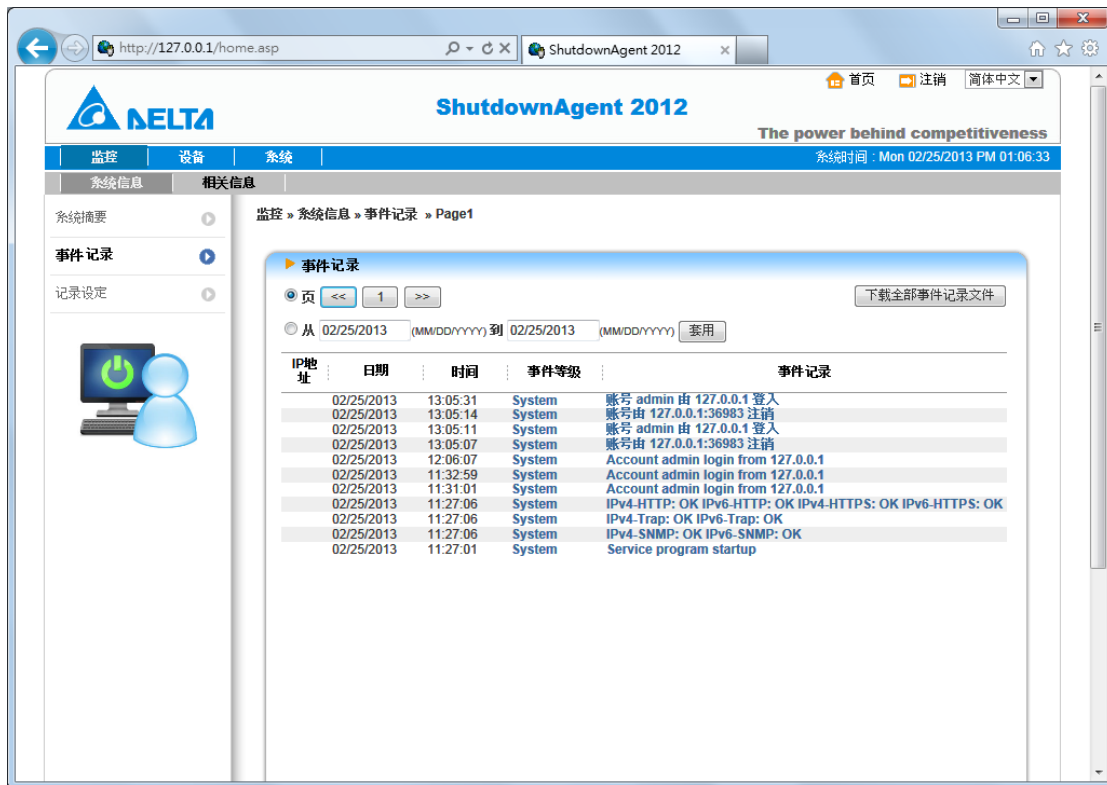 http://127.0.0.1/home.asp
ShutdownAgent 2012
首页 注销 简体中文
DELTA
ShutdownAgent 2012
The power behind competitiveness
监控 设备 系统 系统时间 : Mon 02/25/2013 PM 01:06:33
系统信息 相关信息
系统摘要
事件记录
记录设定
监控 » 系统信息 » 事件记录 » Page1
事件记录
页 << 1 >> 下载全部事件记录文件
从 02/25/2013 (MM/DD/YYYY) 到 02/25/2013 (MM/DD/YYYY) 套用
IP地址 日期 时间 事件等级 事件记录
02/25/2013 13:05:31 System 账号 admin 由 127.0.0.1 登入
02/25/2013 13:05:14 System 账号由 127.0.0.1:36983 注销
02/25/2013 13:05:11 System 账号 admin 由 127.0.0.1 登入
02/25/2013 13:05:07 System 账号由 127.0.0.1:36983 注销
02/25/2013 12:06:07 System Account admin login from 127.0.0.1
02/25/2013 11:32:59 System Account admin login from 127.0.0.1
02/25/2013 11:31:01 System Account admin login from 127.0.0.1
02/25/2013 11:27:06 System IPv4-HTTP: OK IPv6-HTTP: OK IPv4-HTTPS: OK IPv6-HTTPS: OK
02/25/2013 11:27:06 System IPv4-Trap: OK IPv6-Trap: OK
02/25/2013 11:27:06 System IPv4-SNMP: OK IPv6-SNMP: OK
02/25/2013 11:27:01 System Service program startup